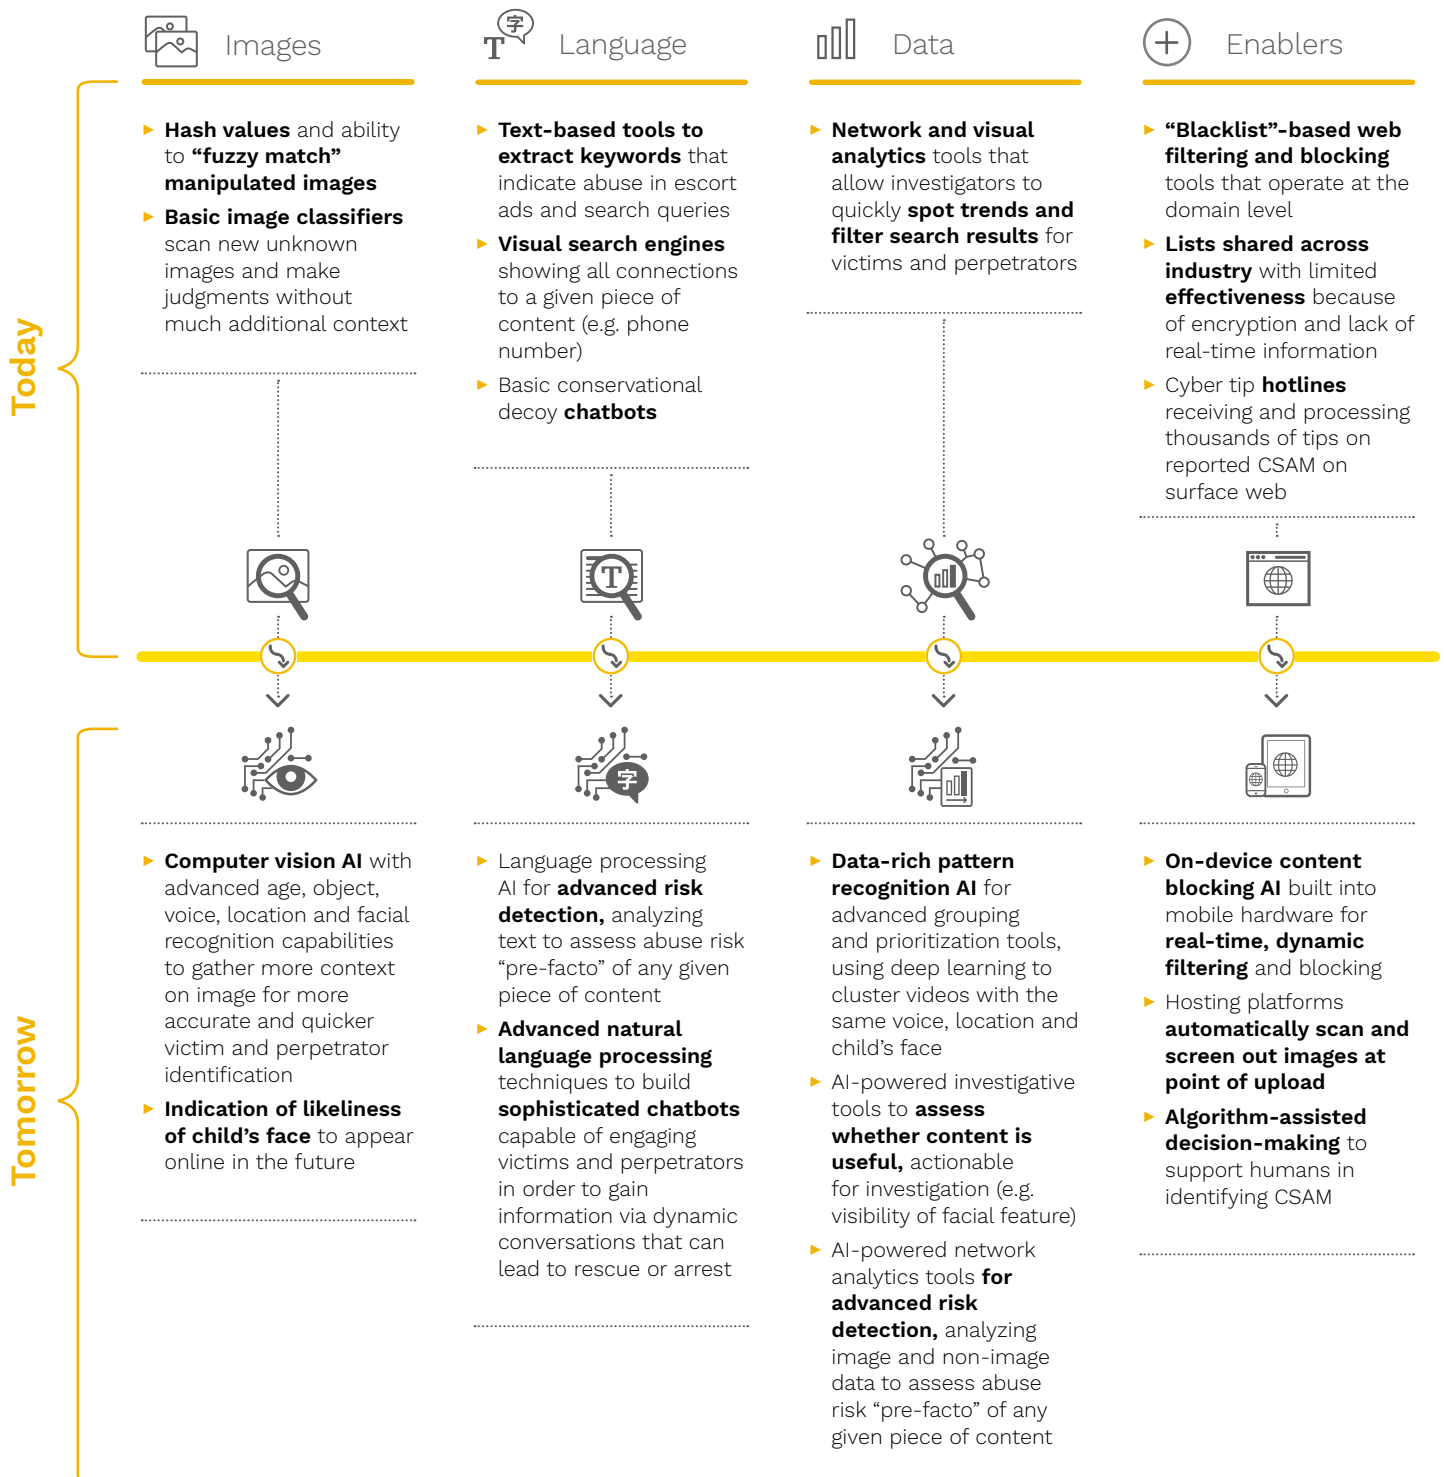 Images
Language
Data
Enablers
Today
► Hash values and ability
to “fuzzy match”
manipulated images
► Basic image classifiers
scan new unknown
images and make
judgments without
much additional context
► Text-based tools to
extract keywords that
indicate abuse in escort
ads and search queries
► Visual search engines
showing all connections
to a given piece of
content (e.g. phone
number)
► Basic conservational
decoy chatbots
► Network and visual
analytics tools that
allow investigators to
quickly spot trends and
filter search results for
victims and perpetrators
► “Blacklist”-based web
filtering and blocking
tools that operate at the
domain level
► Lists shared across
industry with limited
effectiveness because
of encryption and lack of
real-time information
► Cyber tip hotlines
receiving and processing
thousands of tips on
reported CSAM on
surface web
Tomorrow
► Computer vision AI with
advanced age, object,
voice, location and facial
recognition capabilities
to gather more context
on image for more
accurate and quicker
victim and perpetrator
identification
► Indication of likeliness
of child’s face to appear
online in the future
► Language processing
AI for advanced risk
detection, analyzing
text to assess abuse risk
“pre-facto” of any given
piece of content
► Advanced natural
language processing
techniques to build
sophisticated chatbots
capable of engaging
victims and perpetrators
in order to gain
information via dynamic
conversations that can
lead to rescue or arrest
► Data-rich pattern
recognition AI for
advanced grouping
and prioritization tools,
using deep learning to
cluster videos with the
same voice, location and
child’s face
► AI-powered investigative
tools to assess
whether content is
useful, actionable
for investigation (e.g.
visibility of facial feature)
► AI-powered network
analytics tools for
advanced risk
detection, analyzing
image and non-image
data to assess abuse
risk “pre-facto” of any
given piece of content
► On-device content
blocking AI built into
mobile hardware for
real-time, dynamic
filtering and blocking
► Hosting platforms
automatically scan and
screen out images at
point of upload
► Algorithm-assisted
decision-making to
support humans in
identifying CSAM
T
字
T
字